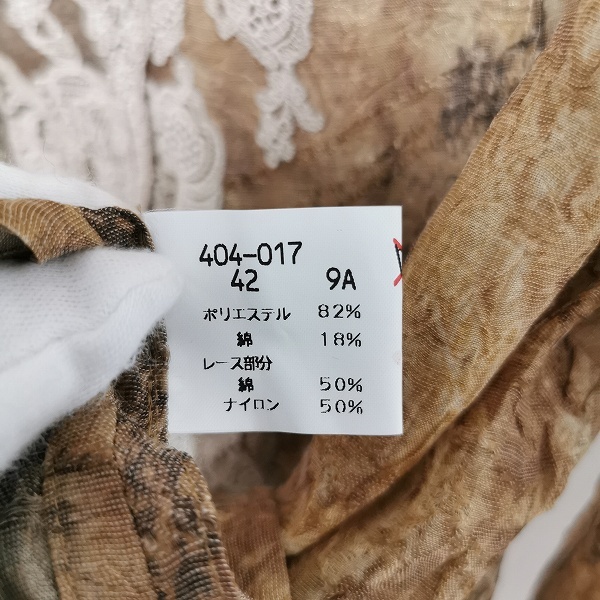 404-017
42 9A
ポリエステル 82%
綿 18%
レース部分
綿 50%
ナイロン 50%